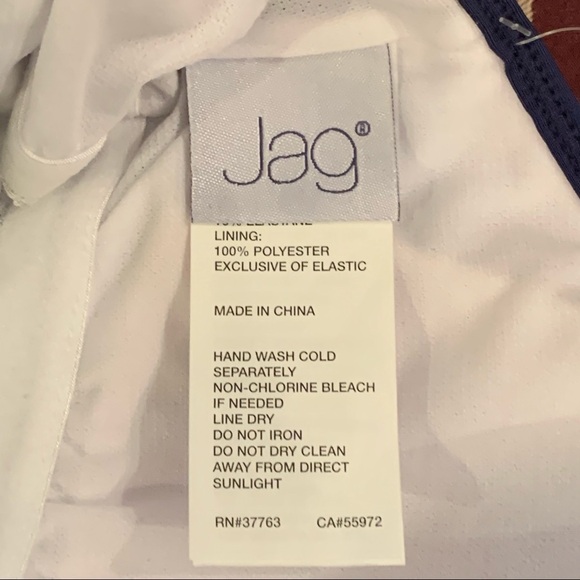 Jag®
LINING:
100% POLYESTER
EXCLUSIVE OF ELASTIC
MADE IN CHINA
HAND WASH COLD
SEPARATELY
NON-CHLORINE BLEACH
IF NEEDED
LINE DRY
DO NOT IRON
DO NOT DRY CLEAN
AWAY FROM DIRECT
SUNLIGHT
RN#37763 CA#55972